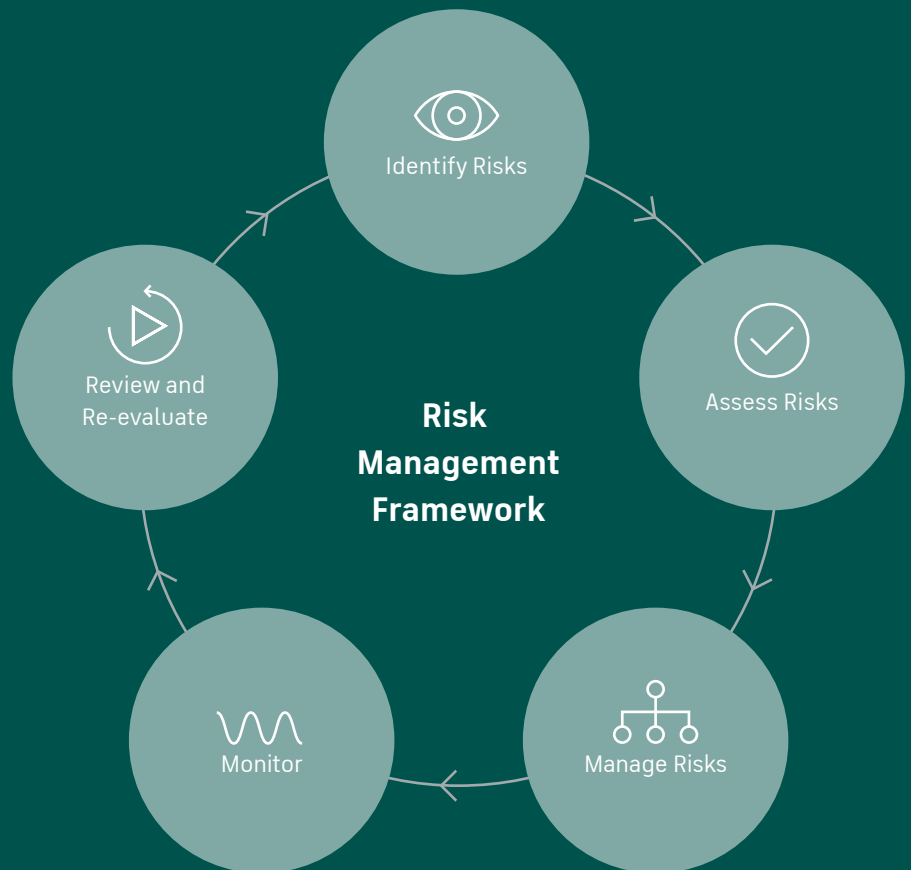 Identify Risks
Assess Risks
Manage Risks
Monitor
Review and
Re-evaluate
Risk
Management
Framework